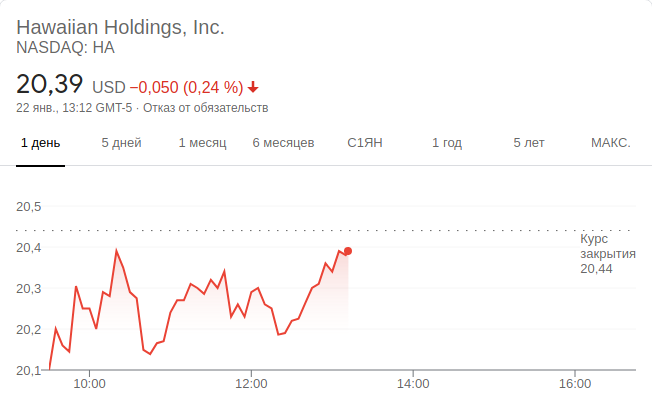 Hawaiian Holdings, Inc.
NASDAQ: HA
20,39 USD −0,050 (0,24 %)
22 янв., 13:12 GMT-5 · Отказ от обязательств
1 день 5 дней 1 месяц 6 месяцев С1ЯН 1 год 5 лет МАКС.
20,5
20,4
20,3
20,2
20,1
Курс
закрытия
20,44
10:00 12:00 14:00 16:00